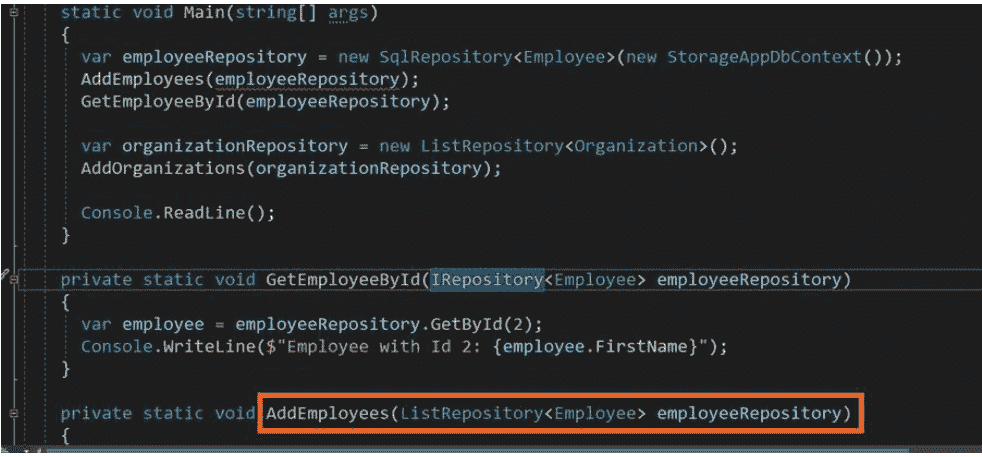 static void Main(string[] args)
{
var employeeRepository = new SqlRepository<Employee>(new StorageAppDbContext());
AddEmployees(employeeRepository);
GetEmployeeById(employeeRepository);
var organizationRepository = new ListRepository<Organization>();
AddOrganizations(organizationRepository);
Console.ReadLine();
}
private static void GetEmployeeById(IRepository<Employee> employeeRepository)
{
var employee = employeeRepository.GetById(2);
Console.WriteLine($"Employee with Id 2: {employee.FirstName}");
}
private static void AddEmployees(ListRepository<Employee> employeeRepository)
{